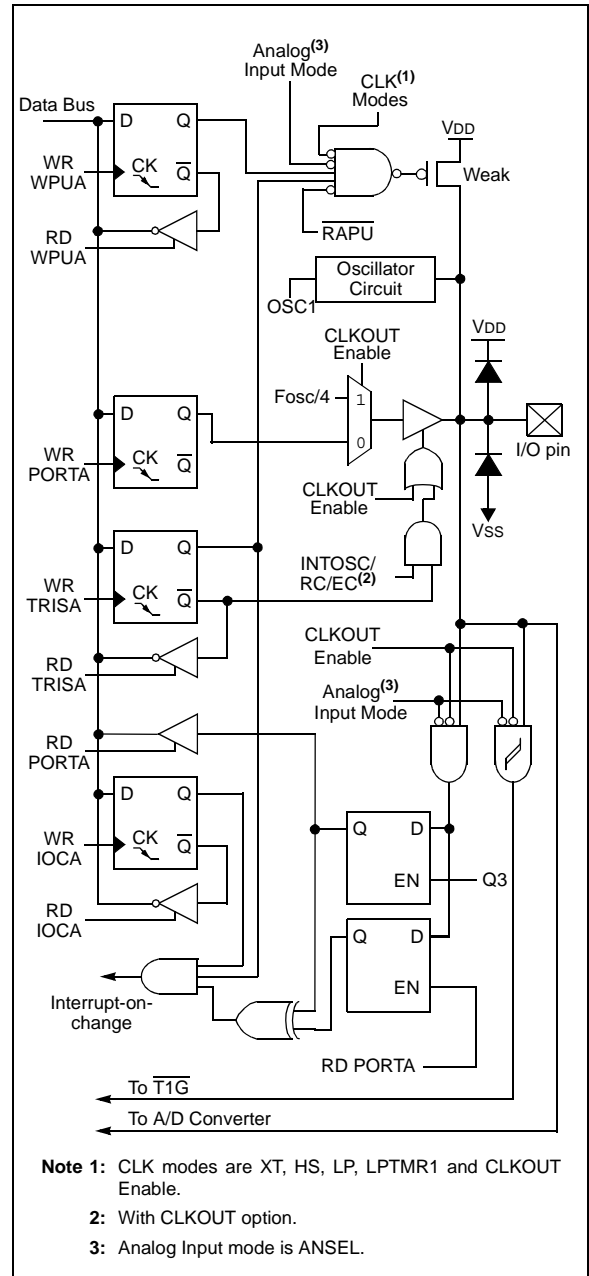 Analog(3)
Input Mode
CLK(1)
Modes
Data Bus
D Q
VDD
WR
WPUA
CK
Q
Weak
RD
WPUA
RAPU
Oscillator
Circuit
OSC1
CLKOUT
Enable
VDD
Fosc/4
1
D Q
0
WR
PORTA
CK
Q
I/O pin
CLKOUT
Enable
VSS
D Q
INTOSC/
RC/EC(2)
WR
TRISA
CK
Q
CLKOUT
Enable
RD
TRISA
Analog(3)
Input Mode
RD
PORTA
D Q
WR
IOCA
CK
Q
Q D
EN
Q3
RD
IOCA
Q D
EN
Interrupt-on-
change
RD PORTA
To T1G
To A/D Converter
Note 1: CLK modes are XT, HS, LP, LPTMR1 and CLKOUT
Enable.
2: With CLKOUT option.
3: Analog Input mode is ANSEL.